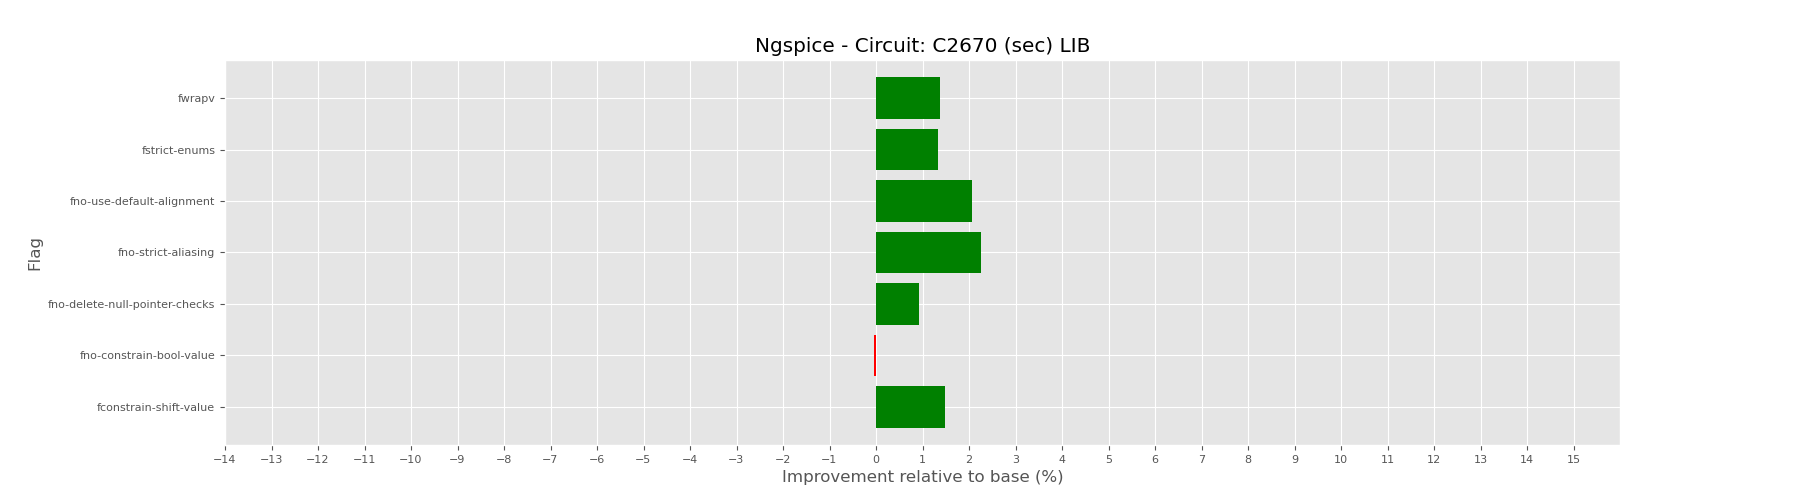 Ngspice - Circuit: C2670 (sec) LIB
Flag
fwrapv
fstrict-enums
fno-use-default-alignment
fno-strict-aliasing
fno-delete-null-pointer-checks
fno-constrain-bool-value
fconstrain-shift-value
−14 −13 −12 −11 −10 −9 −8 −7 −6 −5 −4 −3 −2 −1 0 1 2 3 4 5 6 7 8 9 10 11 12 13 14 15
Improvement relative to base (%)